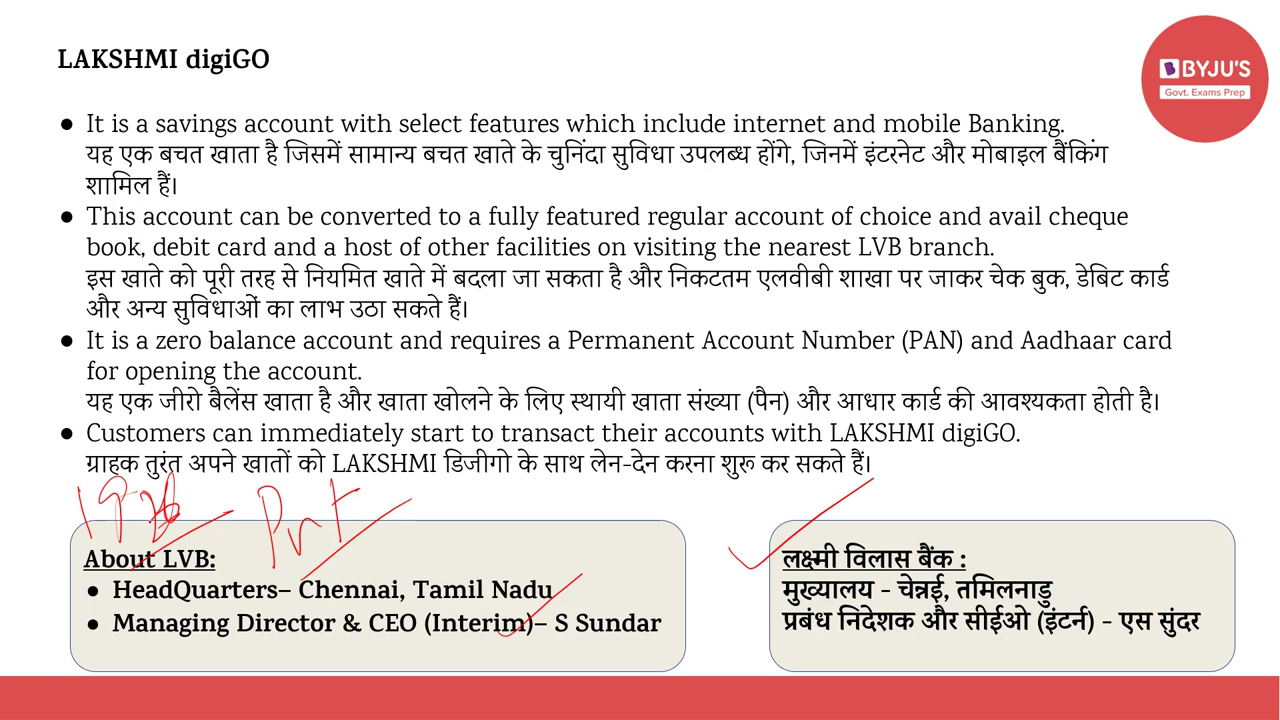 LAKSHMI digiGO
BYJU'S
Govt. Exams Prep
● It is a savings account with select features which include internet and mobile Banking.
यह एक बचत खाता है जिसमें सामान्य बचत खाते के चुनिंदा सुविधा उपलब्ध होंगे, जिनमें इंटरनेट और मोबाइल बैंकिंग
शामिल हैं।
● This account can be converted to a fully featured regular account of choice and avail cheque
book, debit card and a host of other facilities on visiting the nearest LVB branch.
इस खाते को पूरी तरह से नियमित खाते में बदला जा सकता है और निकटतम एलवीबी शाखा पर जाकर चेक बुक, डेबिट कार्ड
और अन्य सुविधाओं का लाभ उठा सकते हैं।
● It is a zero balance account and requires a Permanent Account Number (PAN) and Aadhaar card
for opening the account.
यह एक जीरो बैलेंस खाता है और खाता खोलने के लिए स्थायी खाता संख्या (पैन) और आधार कार्ड की आवश्यकता होती है।
● Customers can immediately start to transact their accounts with LAKSHMI digiGO.
ग्राहक तुरंत अपने खातों को LAKSHMI डिजीगो के साथ लेन-देन करना शुरू कर सकते हैं।
Pvt
About LVB:
● HeadQuarters– Chennai, Tamil Nadu
● Managing Director & CEO (Interim)– S Sundar
लक्ष्मी विलास बैंक :
मुख्यालय - चेन्नई, तमिलनाडु
प्रबंध निदेशक और सीईओ (इंटर्न) - एस सुंदर